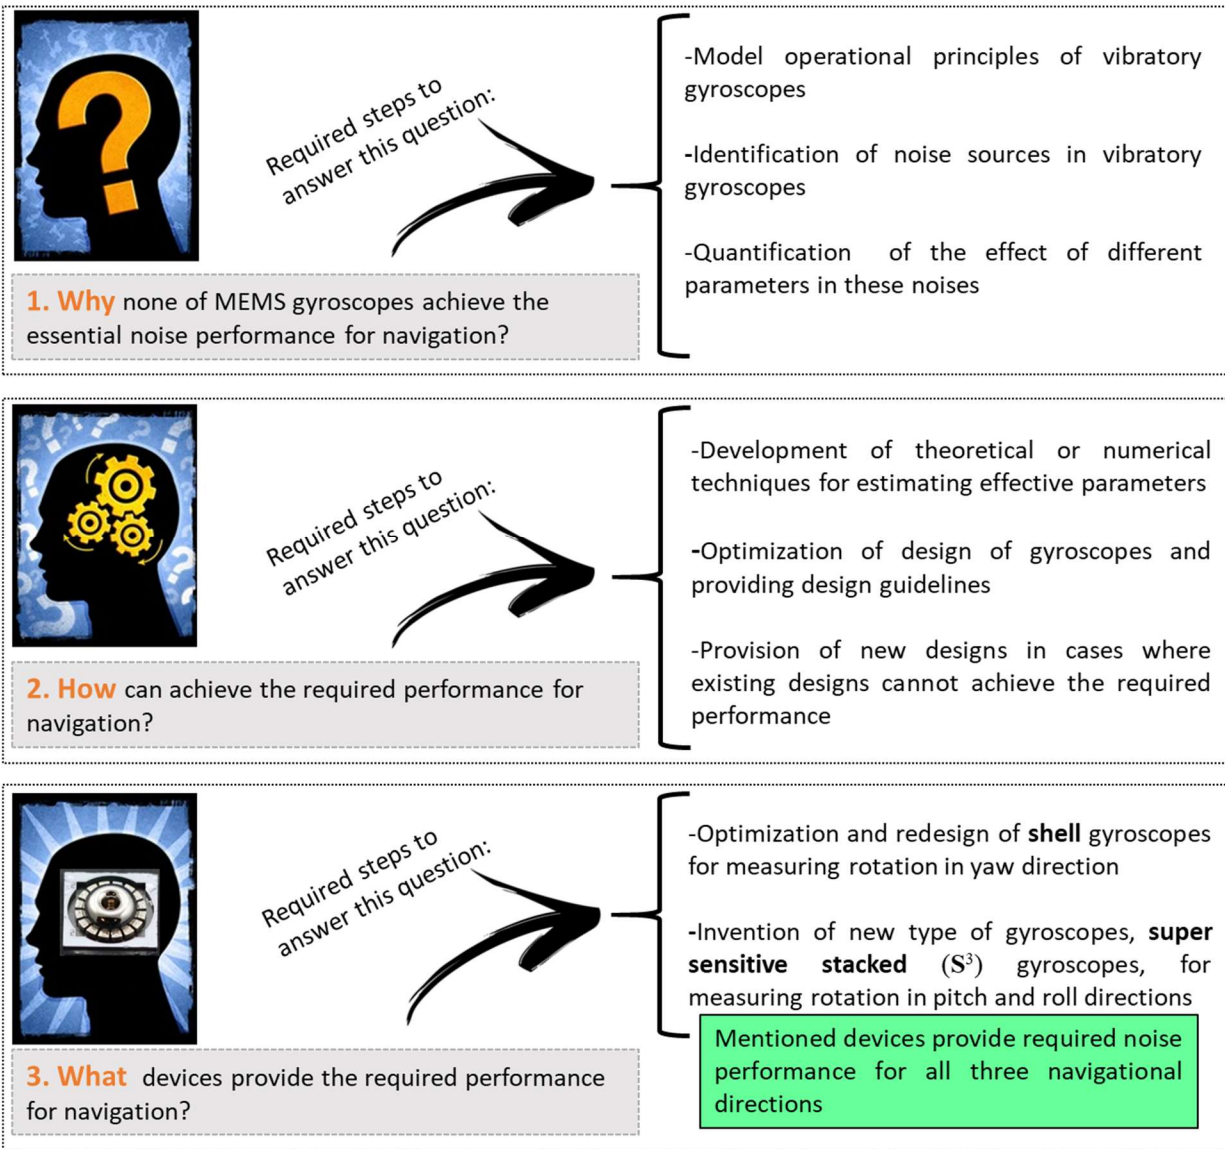 Required steps to
answer this question:
-Model operational principles of vibratory
gyroscopes
-Identification of noise sources in vibratory
gyroscopes
-Quantification of the effect of different
parameters in these noises
1. Why none of MEMS gyroscopes achieve the
essential noise performance for navigation?
Required steps to
answer this question:
-Development of theoretical or numerical
techniques for estimating effective parameters
-Optimization of design of gyroscopes and
providing design guidelines
-Provision of new designs in cases where
existing designs cannot achieve the required
performance
2. How can achieve the required performance for
navigation?
Required steps to
answer this question:
-Optimization and redesign of shell gyroscopes
for measuring rotation in yaw direction
-Invention of new type of gyroscopes, super
sensitive stacked (S³) gyroscopes, for
measuring rotation in pitch and roll directions
Mentioned devices provide required noise
performance for all three navigational
directions
3. What devices provide the required performance
for navigation?